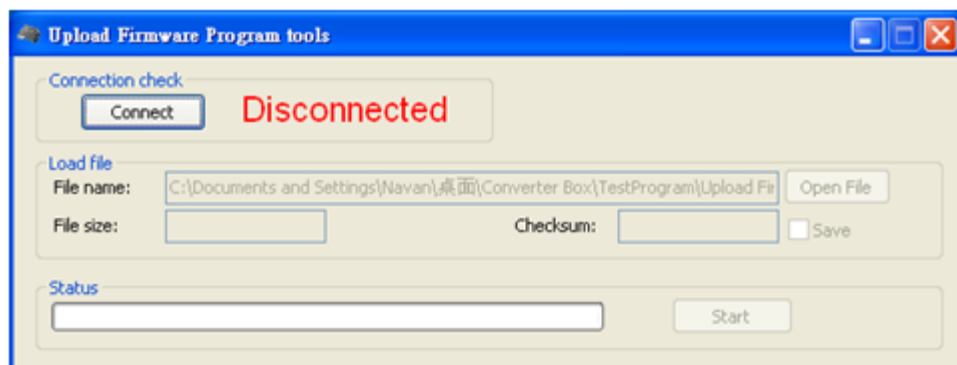 Upload Firmware Program tools
Connection check
Connect Disconnected
Load file
File name: C:\Documents and Settings\Navan\桌面\Converter Box\TestProgram\Upload Fir Open File
File size: Checksum: Save
Status
Start